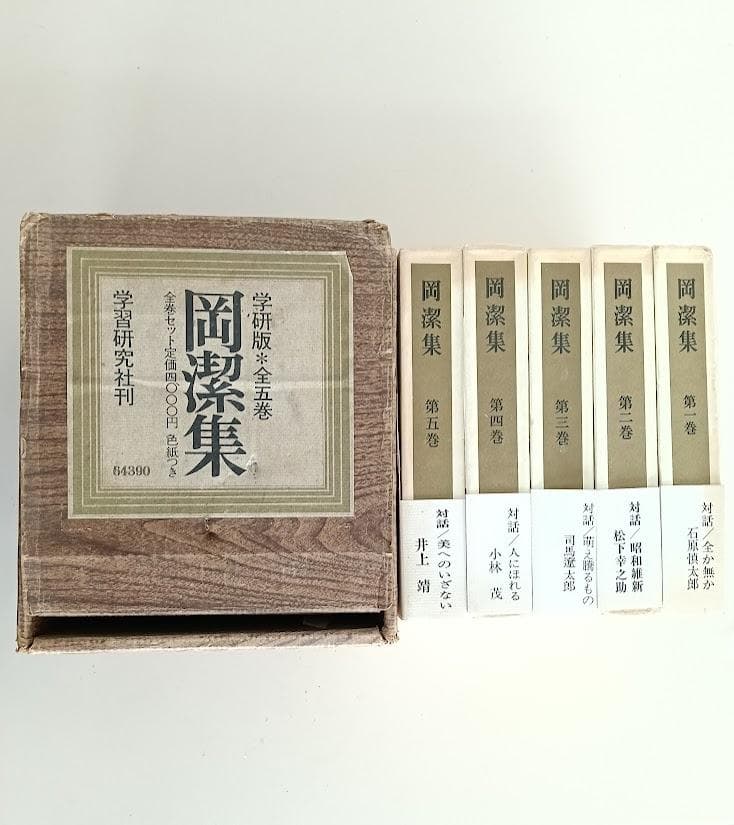 学研版*全五巻
岡潔集
全巻セット定価四〇〇〇円 色紙つき
学習研究社刊
64390
岡潔集
第一巻
対話/全か無か
石原慎太郎
岡潔集
第二巻
対話/昭和維新
松下幸之助
岡潔集
第三巻
対話/萌え騰るもの
司馬遼太郎
岡潔集
第四巻
対話/人にほれる
小林 茂
岡潔集
第五巻
対話/美へのいざない
井上 靖